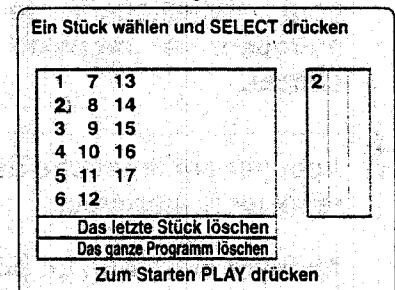 Ein Stück wählen und SELECT drücken
1 7 13 2
2 8 14
3 9 15
4 10 16
5 11 17
6 12
Das letzte Stück löschen
Das ganze Programm löschen
Zum Starten PLAY drücken